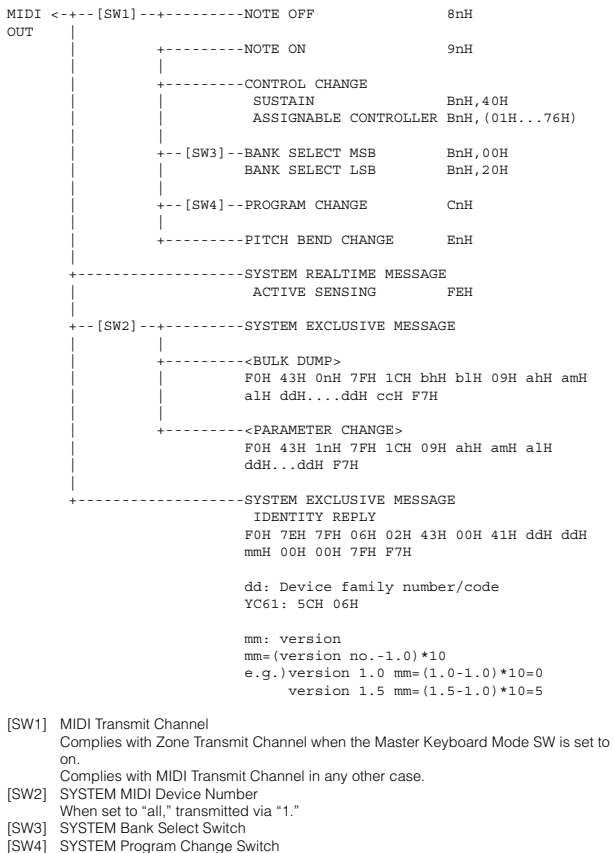 MIDI <-+--[SW1]--+---------NOTE OFF                8nH
OUT    |         |
       |         +---------NOTE ON                 9nH
       |         |
       |         +---------CONTROL CHANGE
       |         |          SUSTAIN                BnH,40H
       |         |          ASSIGNABLE CONTROLLER BnH,(01H...76H)
       |         |
       |         +--[SW3]--BANK SELECT MSB         BnH,00H
       |         |         BANK SELECT LSB         BnH,20H
       |         |
       |         +--[SW4]--PROGRAM CHANGE          CnH
       |         |
       |         +---------PITCH BEND CHANGE       EnH
       |
       +-------------------SYSTEM REALTIME MESSAGE
       |                    ACTIVE SENSING         FEH
       |
       +--[SW2]--+---------SYSTEM EXCLUSIVE MESSAGE
       |         |
       |         +---------<BULK DUMP>
       |         |         F0H 43H 0nH 7FH 1CH bhH blH 09H ahH amH
       |         |         alH ddH....ddH ccH F7H
       |         |
       |         +---------<PARAMETER CHANGE>
       |                   F0H 43H 1nH 7FH 1CH 09H ahH amH alH
       |                   ddH...ddH F7H
       |
       +-------------------SYSTEM EXCLUSIVE MESSAGE
                            IDENTITY REPLY
                           F0H 7EH 7FH 06H 02H 43H 00H 41H ddH ddH
                           mmH 00H 00H 7FH F7H

                           dd: Device family number/code
                           YC61: 5CH 06H

                           mm: version
                           mm=(version no.-1.0)*10
                           e.g.)version 1.0 mm=(1.0-1.0)*10=0
                                version 1.5 mm=(1.5-1.0)*10=5
[SW1] MIDI Transmit Channel
Complies with Zone Transmit Channel when the Master Keyboard Mode SW is set to
on.
Complies with MIDI Transmit Channel in any other case.
[SW2] SYSTEM MIDI Device Number
When set to “all,” transmitted via “1.”
[SW3] SYSTEM Bank Select Switch
[SW4] SYSTEM Program Change Switch